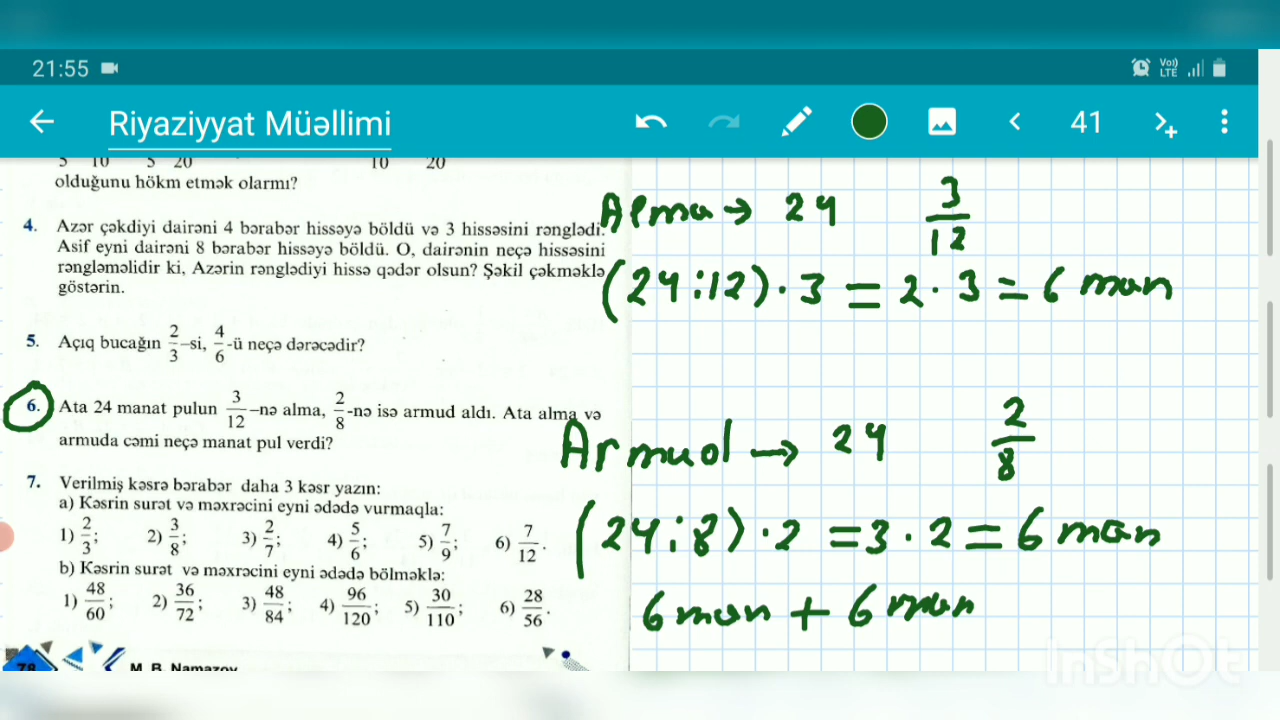 21:55
Vo)) LTE
Riyaziyyat Müəllimi
41
5 10 5 20 10 20
olduğunu hökm etmək olarmı?
4. Azər çəkdiyi dairəni 4 bərabər hissəyə böldü və 3 hissəsini rənglədi.
Asif eyni dairəni 8 bərabər hissəyə böldü. O, dairənin neçə hissəsini
rəngləməlidir ki, Azərin rənglədiyi hissə qədər olsun? Şəkil çəkməklə
göstərin.
5. Açıq bucağın 2/3–si, 4/6-ü neçə dərəcədir?
6. Ata 24 manat pulun 3/12–nə alma, 2/8-nə isə armud aldı. Ata alma və
armuda cəmi neçə manat pul verdi?
7. Verilmiş kəsrə bərabər daha 3 kəsr yazın:
a) Kəsrin surət və məxrəcini eyni ədədə vurmaqla:
1) 2/3; 2) 3/8; 3) 2/7; 4) 5/6; 5) 7/9; 6) 7/12.
b) Kəsrin surət və məxrəcini eyni ədədə bölməklə:
1) 48/60; 2) 36/72; 3) 48/84; 4) 96/120; 5) 30/110; 6) 28/56.
78 M. B. Namazov
Alma → 24 3/12
(24:12)·3 = 2·3 = 6 man
Armud → 24 2/8
(24:8)·2 = 3·2 = 6 man
6 man + 6 man
InShOt